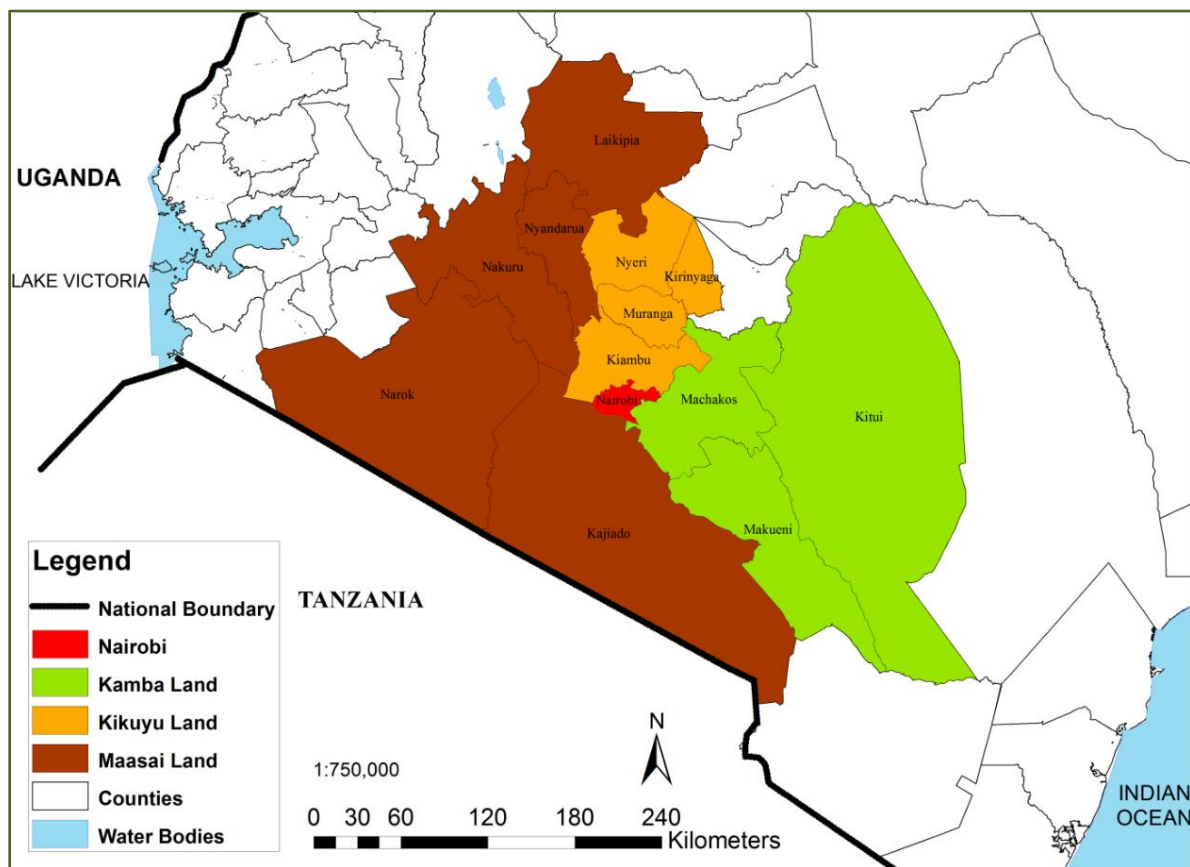 UGANDA
LAKE VICTORIA
Laikipia
Nyandarua
Nakuru
Nyeri
Kirinyaga
Muranga
Kiambu
Nairobi
Narok
Machakos
Kitui
Kajiado
Makueni
TANZANIA
Legend
National Boundary
Nairobi
Kamba Land
Kikuyu Land
Maasai Land
Counties
Water Bodies
N
1:750,000
0 30 60 120 180 240
Kilometers
INDIAN
OCEAN